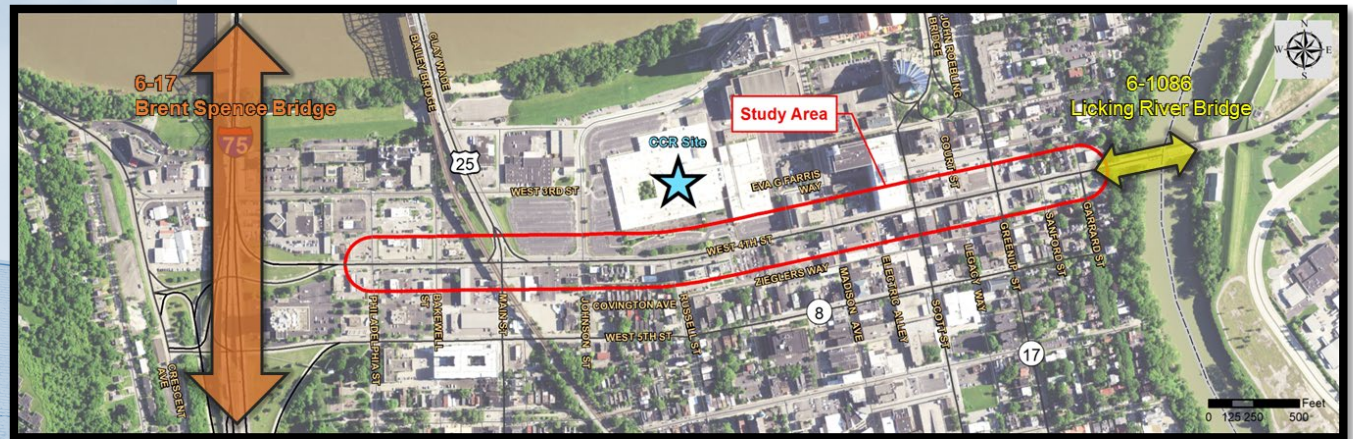 6-17
Brent Spence Bridge
75
CLAY WADE
BAILEY BRIDGE
25
WEST 3RD ST
CCR Site
Study Area
EVA G FARRIS
WAY
JOHN ROEBLING
BRIDGE
COURT ST
6-1086
Licking River Bridge
N
W
E
S
WEST 4TH ST
ZIEGLERS WAY
GARRARD ST
SANFORD ST
GREENUP ST
LEGACY WAY
SCOTT ST
ELECTRIC ALLEY
MADISON AVE
RUSSELL ST
COVINGTON AVE
JOHNSON ST
WEST 5TH ST
MAIN ST
BAKEWELL
ST
PHILADELPHIA ST
CRESCENT
AVE
8
17
Feet
0 125 250 500